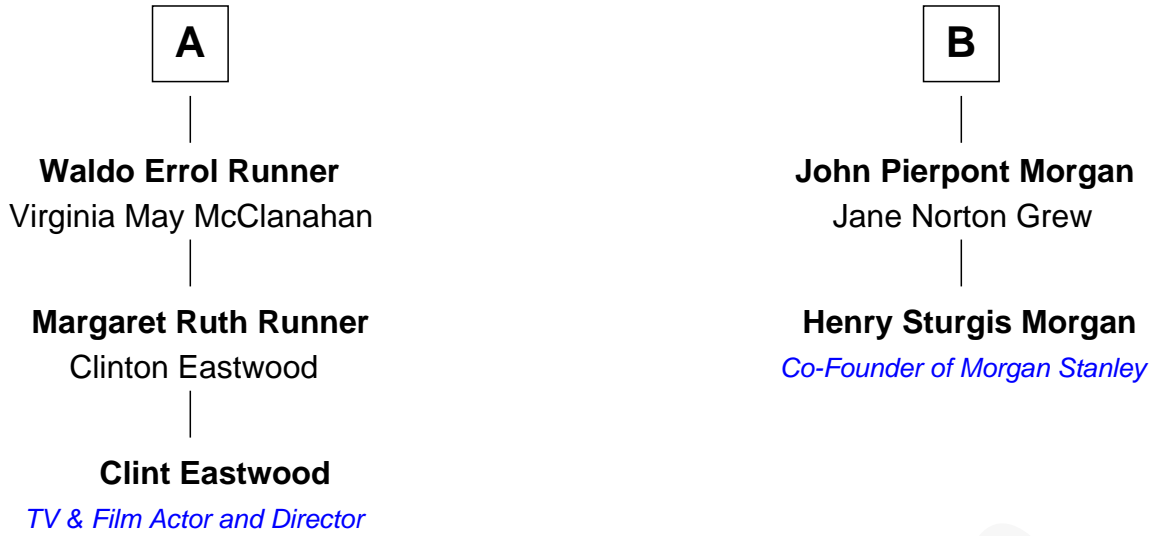 A
Waldo Errol Runner
Virginia May McClanahan
Margaret Ruth Runner
Clinton Eastwood
Clint Eastwood
TV & Film Actor and Director
B
John Pierpont Morgan
Jane Norton Grew
Henry Sturgis Morgan
Co-Founder of Morgan Stanley